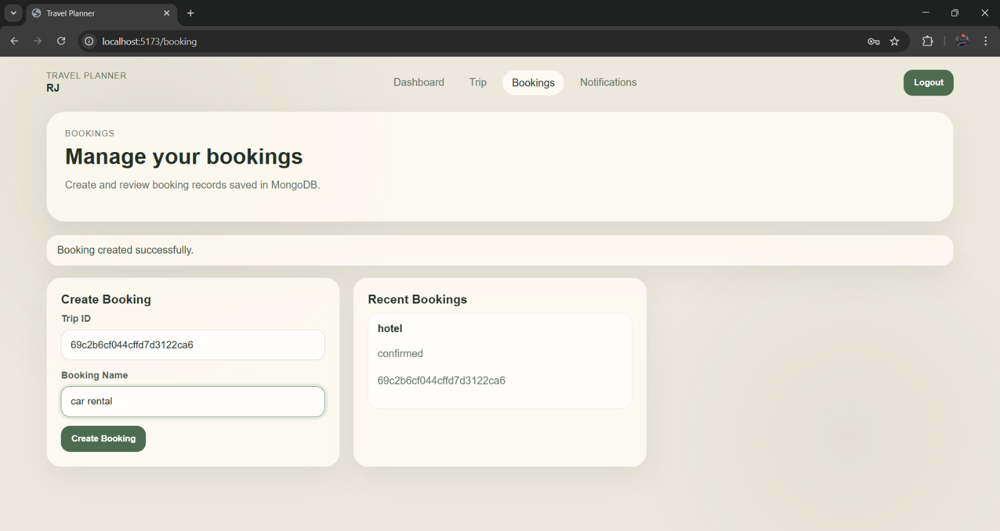 Travel Planner
localhost:5173/booking
TRAVEL PLANNER
RJ
Dashboard Trip Bookings Notifications Logout
BOOKINGS
Manage your bookings
Create and review booking records saved in MongoDB.
Booking created successfully.
Create Booking
Trip ID
69c2b6cf044cffd7d3122ca6
Booking Name
car rental
Create Booking
Recent Bookings
hotel
confirmed
69c2b6cf044cffd7d3122ca6